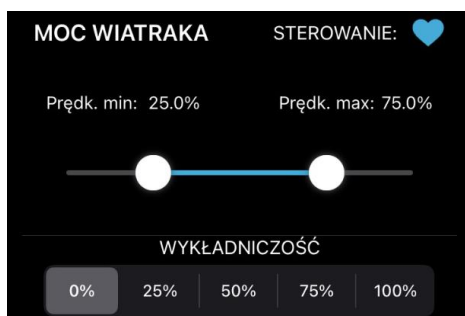 MOC WIATRAKA STEROWANIE:
Prędk. min: 25.0% Prędk. max: 75.0%
WYKŁADNICZOŚĆ
0% 25% 50% 75% 100%